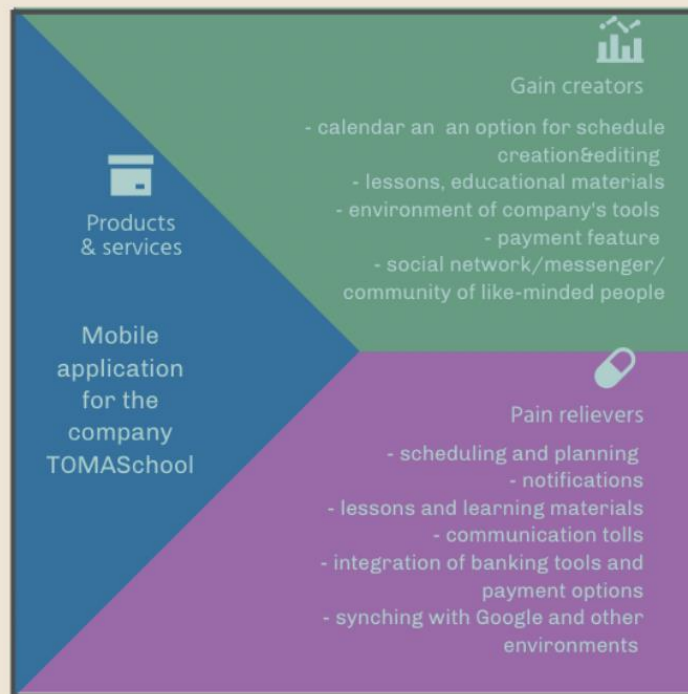 Gain creators
- calendar an an option for schedule
creation&editing
- lessons, educational materials
- environment of company's tools
- payment feature
- social network/messenger/
community of like-minded people
Products
& services
Mobile
application
for the
company
TOMASchool
Pain relievers
- scheduling and planning
- notifications
- lessons and learning materials
- communication tolls
- integration of banking tools and
payment options
- synching with Google and other
environments